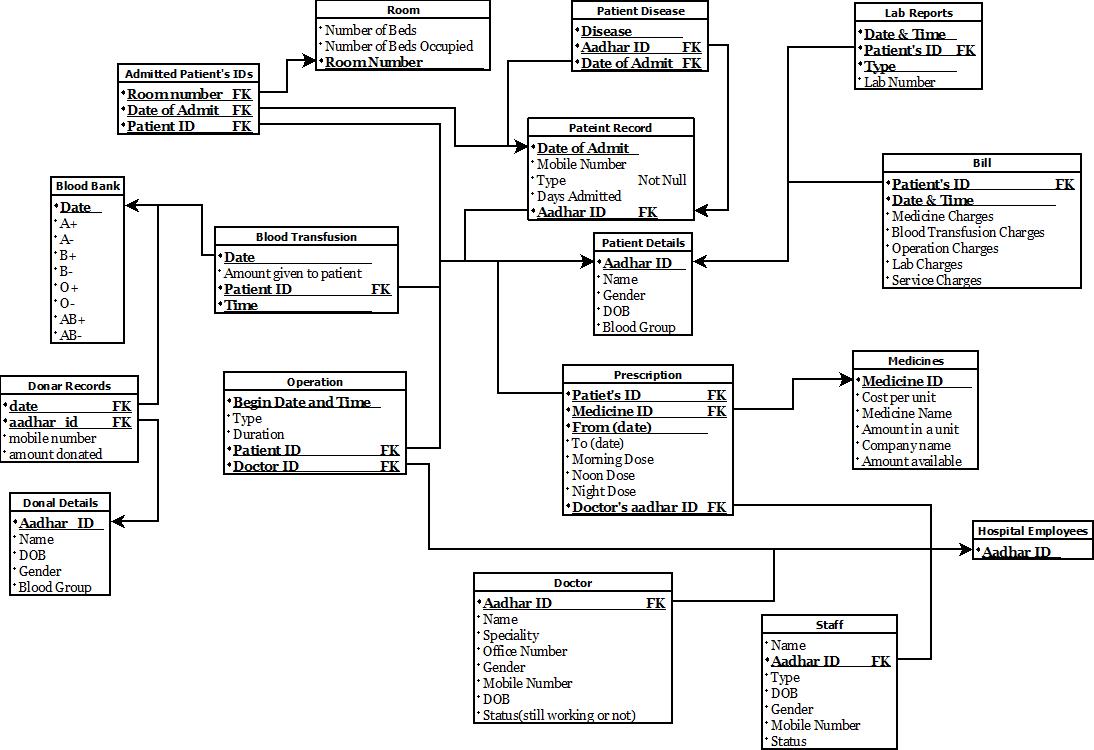 Room
Number of Beds
Number of Beds Occupied
Room Number
Patient Disease
Disease
Aadhar ID FK
Date of Admit FK
Lab Reports
Date & Time
Patient's ID FK
Type
Lab Number
Admitted Patient's IDs
Room number FK
Date of Admit FK
Patient ID FK
Pateint Record
Date of Admit
Mobile Number
Type Not Null
Days Admitted
Aadhar ID FK
Bill
Patient's ID FK
Date & Time
Medicine Charges
Blood Transfusion Charges
Operation Charges
Lab Charges
Service Charges
Blood Bank
Date
A+
A-
B+
B-
O+
O-
AB+
AB-
Blood Transfusion
Date
Amount given to patient
Patient ID FK
Time
Patient Details
Aadhar ID
Name
Gender
DOB
Blood Group
Donar Records
date FK
aadhar_id FK
mobile number
amount donated
Operation
Begin Date and Time
Type
Duration
Patient ID FK
Doctor ID FK
Prescription
Patiet's ID FK
Medicine ID FK
From (date)
To (date)
Morning Dose
Noon Dose
Night Dose
Doctor's aadhar ID FK
Medicines
Medicine ID
Cost per unit
Medicine Name
Amount in a unit
Company name
Amount available
Donal Details
Aadhar_ID
Name
DOB
Gender
Blood Group
Hospital Employees
Aadhar ID
Doctor
Aadhar ID FK
Name
Speciality
Office Number
Gender
Mobile Number
DOB
Status(still working or not)
Staff
Name
Aadhar ID FK
Type
DOB
Gender
Mobile Number
Status